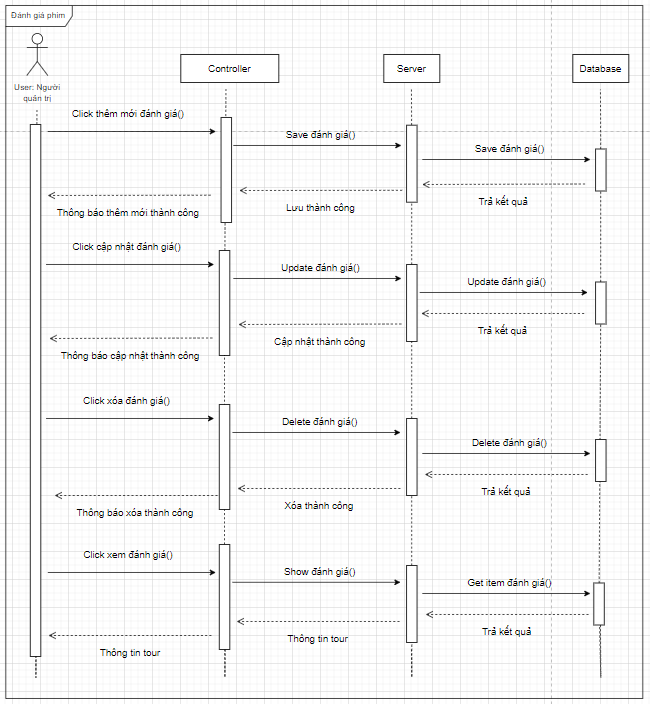 Đánh giá phim
User: Người
quản trị
Controller
Server
Database
Click thêm mới đánh giá()
Save đánh giá()
Save đánh giá()
Trả kết quả
Lưu thành công
Thông báo thêm mới thành công
Click cập nhật đánh giá()
Update đánh giá()
Update đánh giá()
Trả kết quả
Cập nhật thành công
Thông báo cập nhật thành công
Click xóa đánh giá()
Delete đánh giá()
Delete đánh giá()
Trả kết quả
Xóa thành công
Thông báo xóa thành công
Click xem đánh giá()
Show đánh giá()
Get item đánh giá()
Trả kết quả
Thông tin tour
Thông tin tour